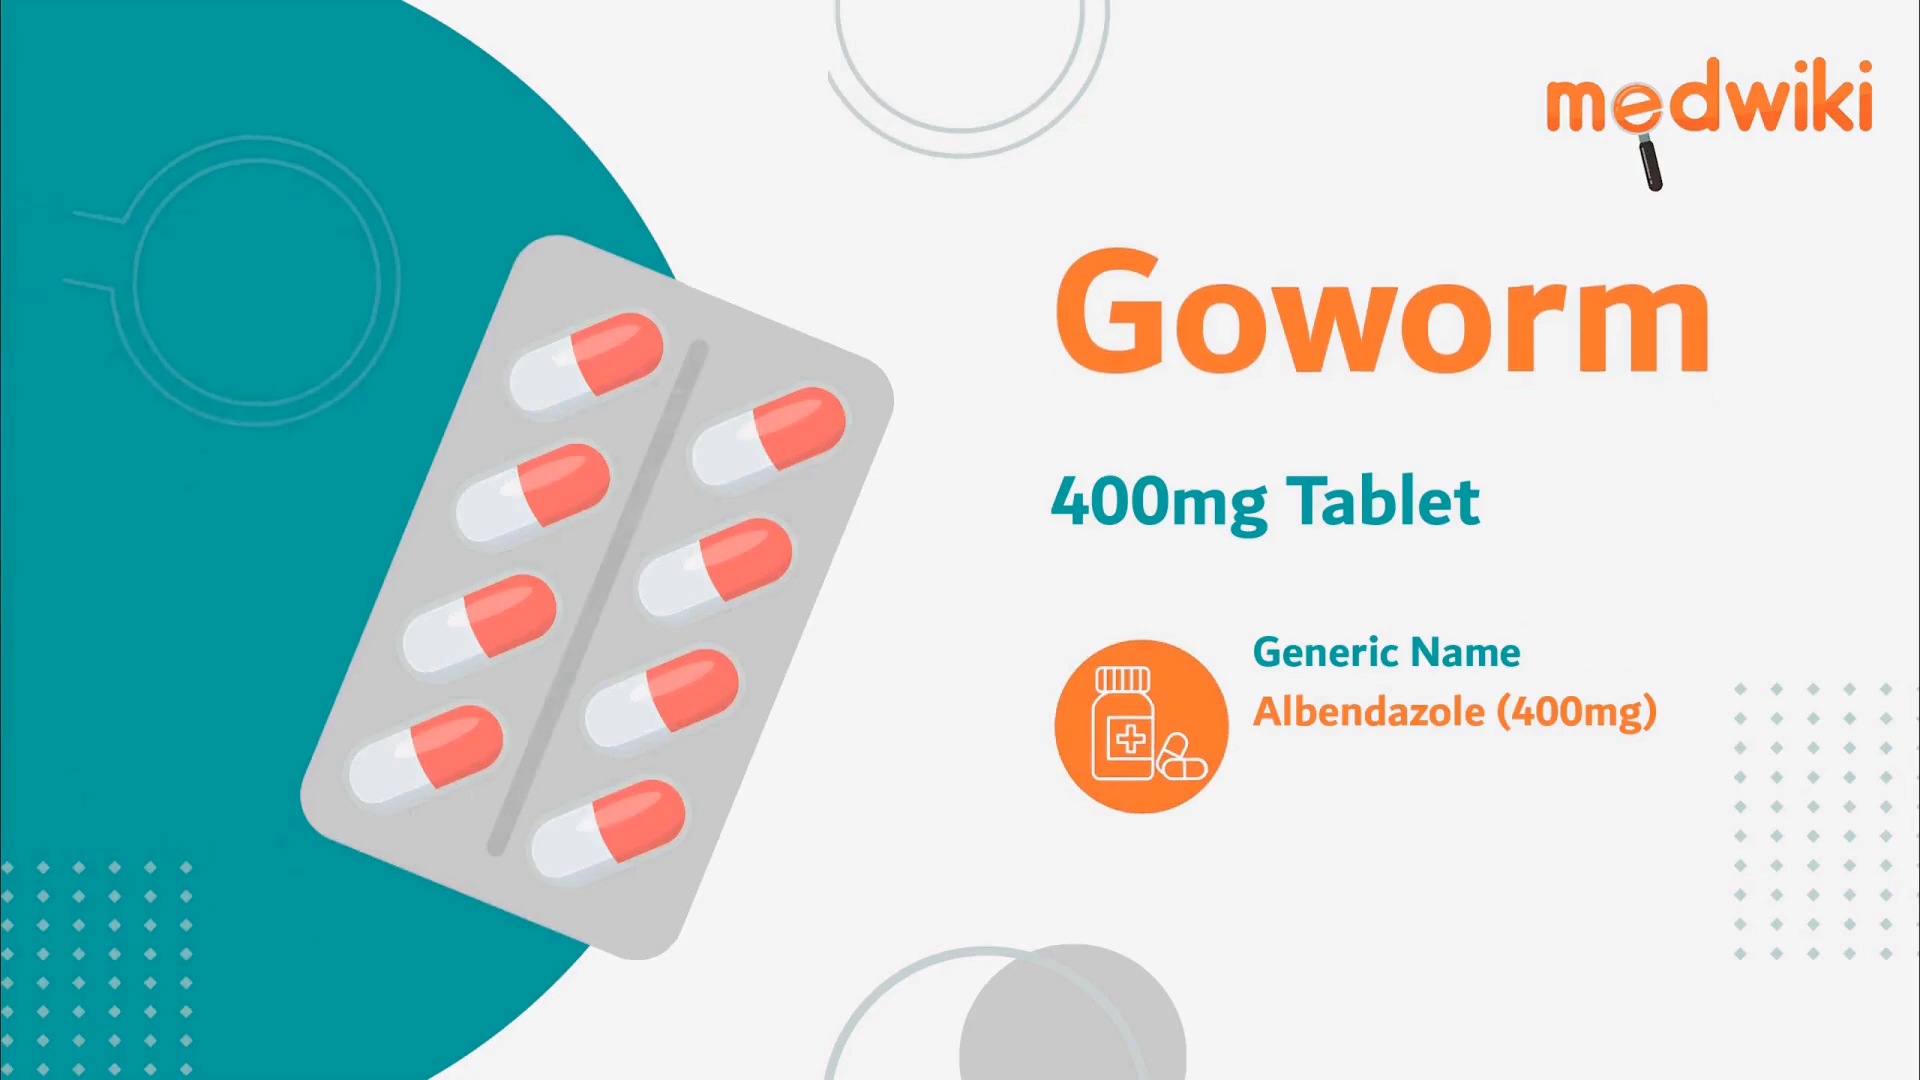 medwiki
Goworm
400mg Tablet
Generic Name
Albendazole (400mg)